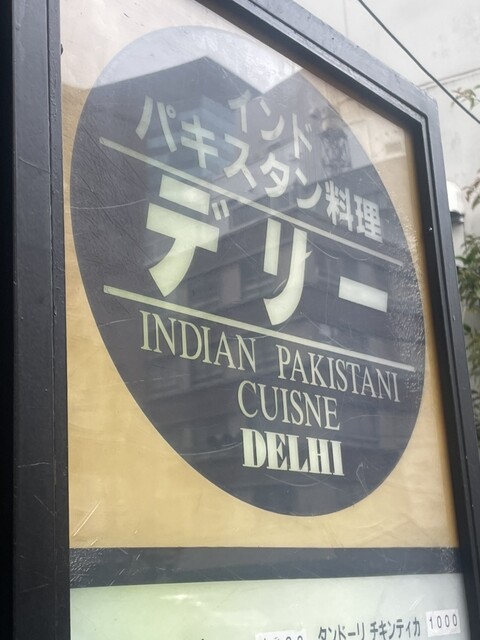 インド
パキスタン料理
デリー
INDIAN PAKISTANI
CUISNE
DELHI
タンドーリ チキンティカ 1000